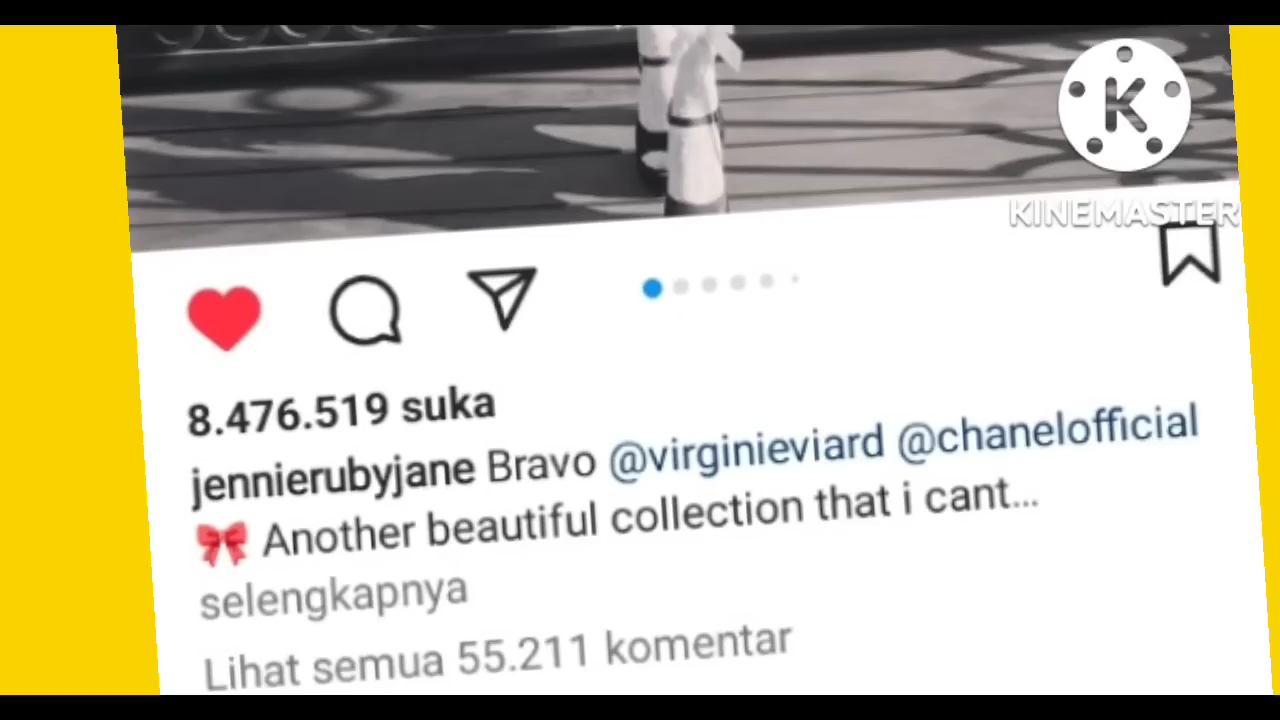 K
KINEMASTER
8.476.519 suka
jennierubyjane Bravo @virginieviard @chanelofficial
🎀 Another beautiful collection that i cant...
selengkapnya
Lihat semua 55.211 komentar